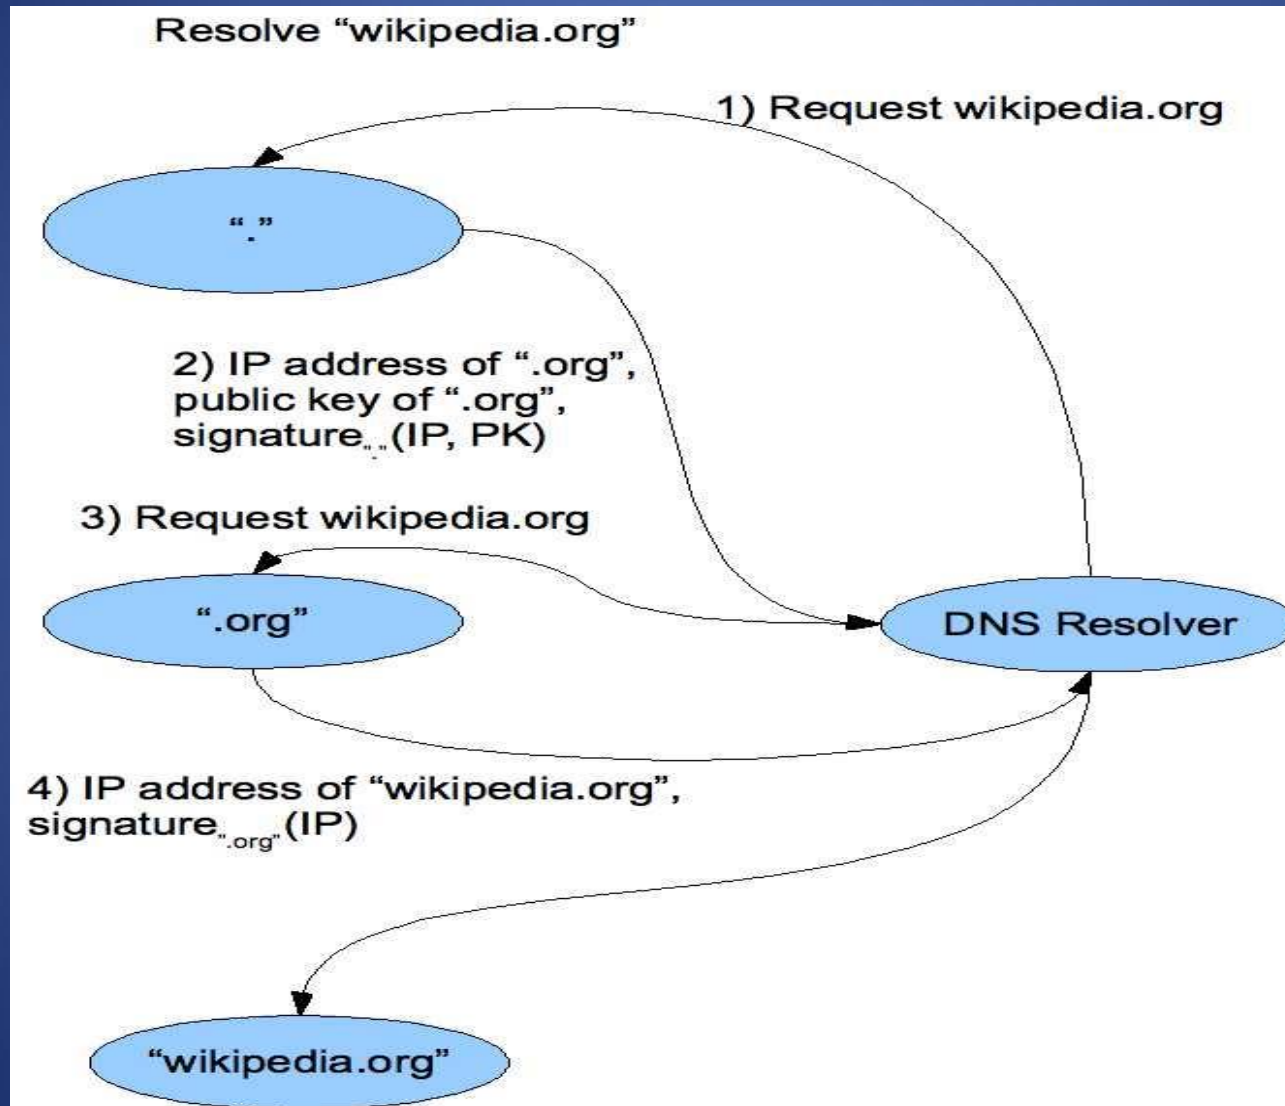 Resolve “wikipedia.org”
1) Request wikipedia.org
“.”
2) IP address of “.org”,
public key of “.org”,
signature“.”(IP, PK)
3) Request wikipedia.org
“.org”
DNS Resolver
4) IP address of “wikipedia.org”,
signature“.org”(IP)
“wikipedia.org”